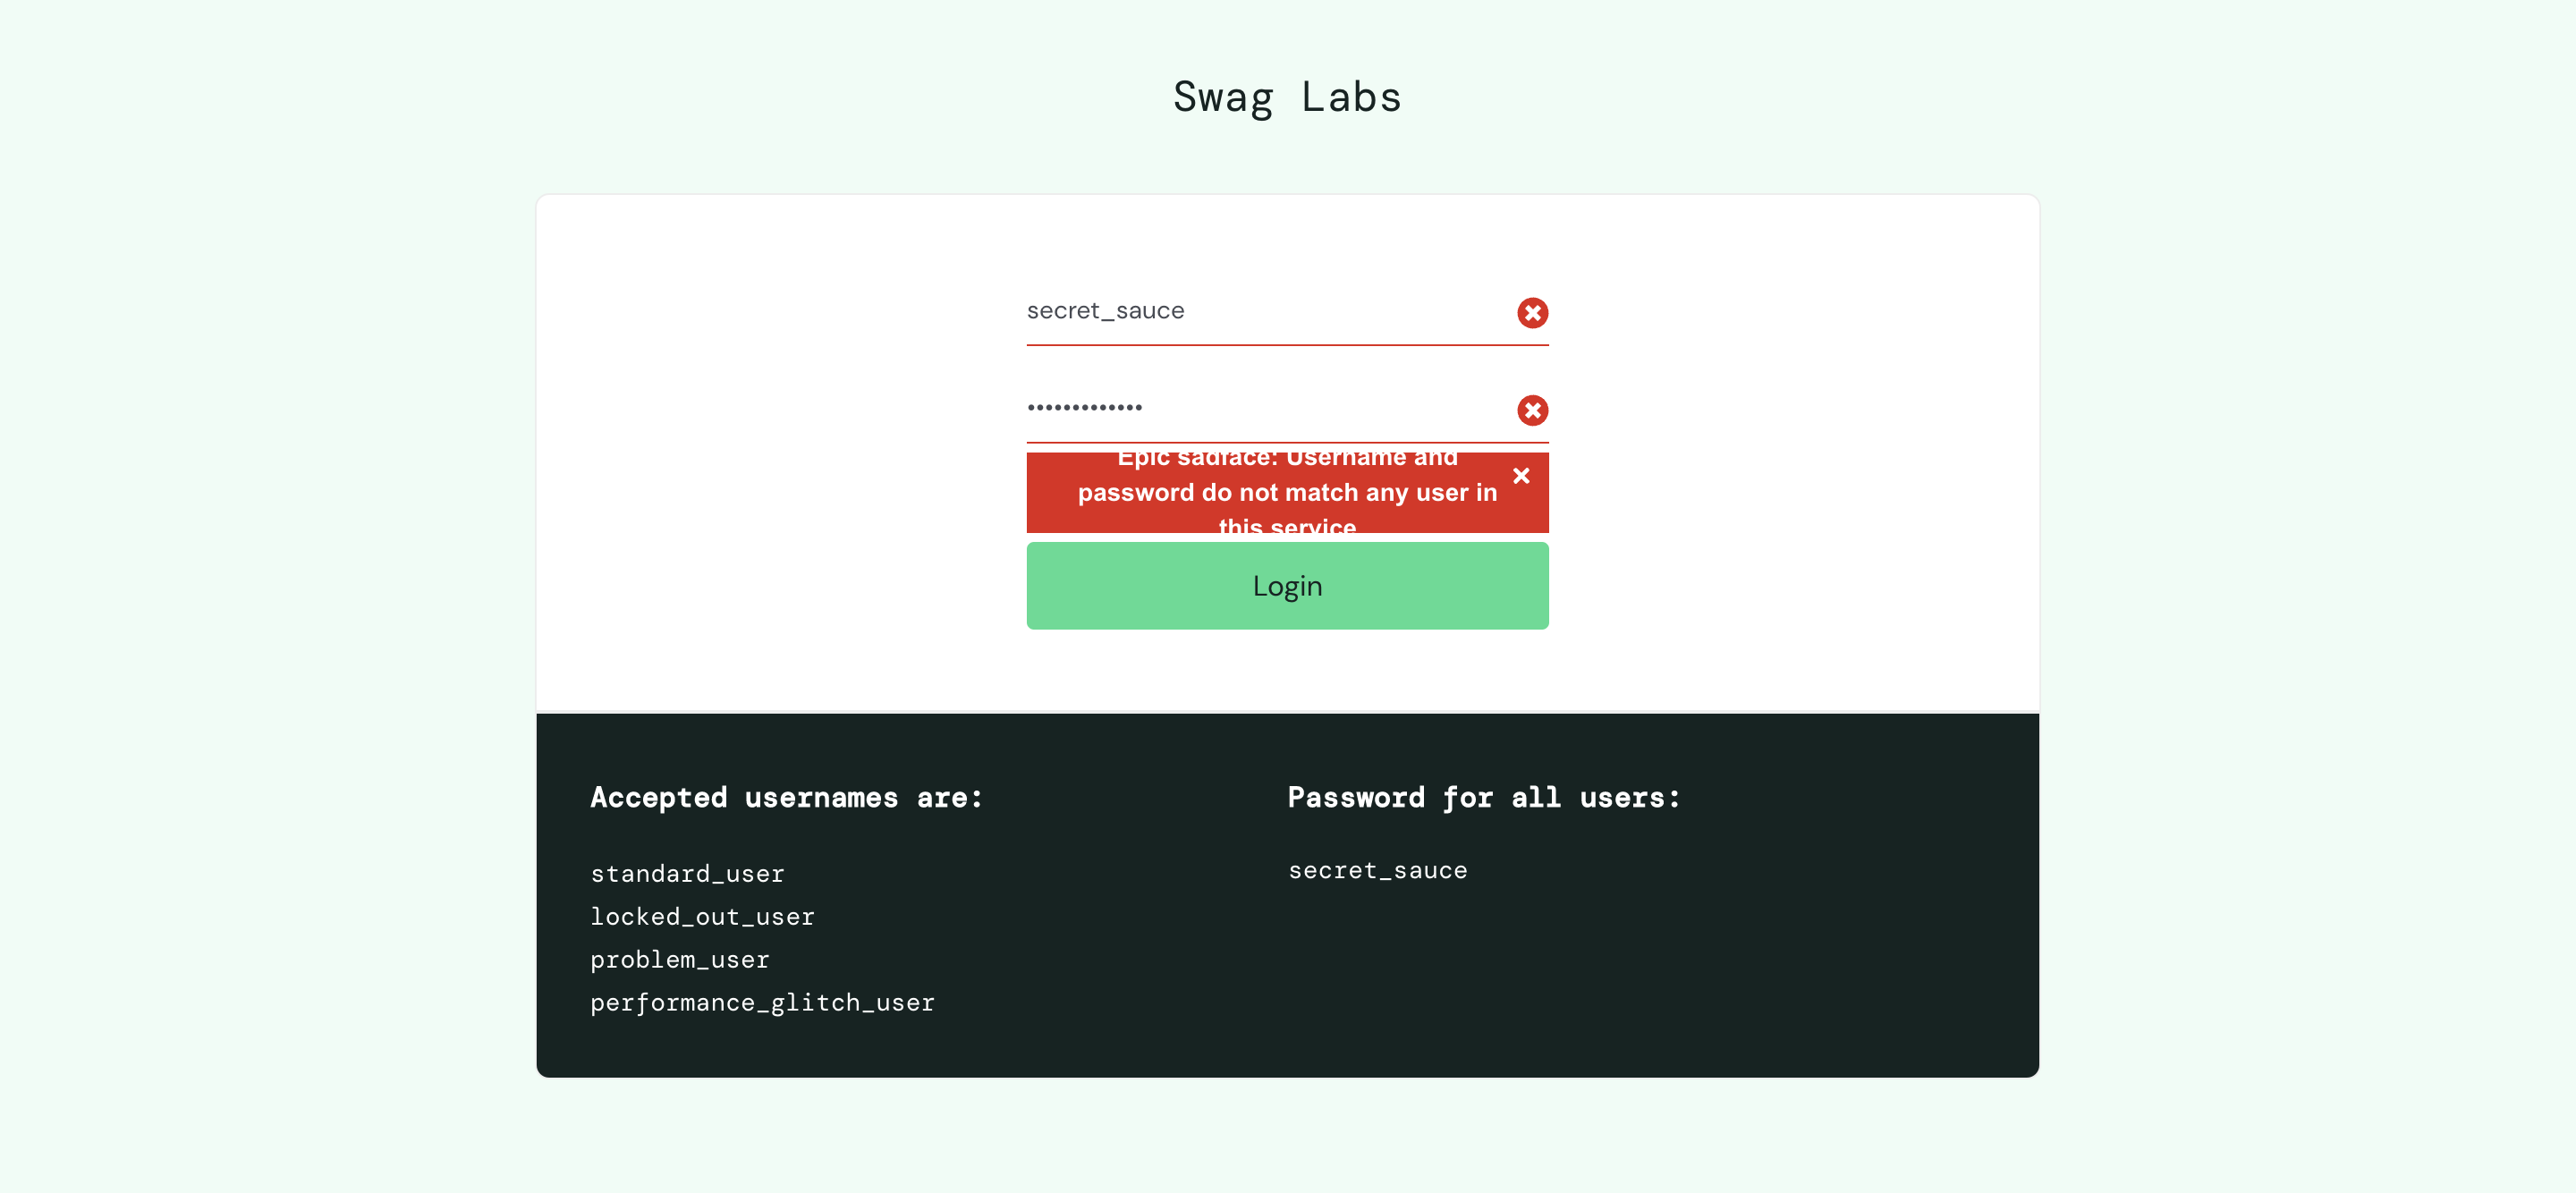 Swag Labs
secret_sauce
•••••••••••••
Epic sadface: Username and
password do not match any user in
this service
Login
Accepted usernames are:
Password for all users:
standard_user
locked_out_user
problem_user
performance_glitch_user
secret_sauce